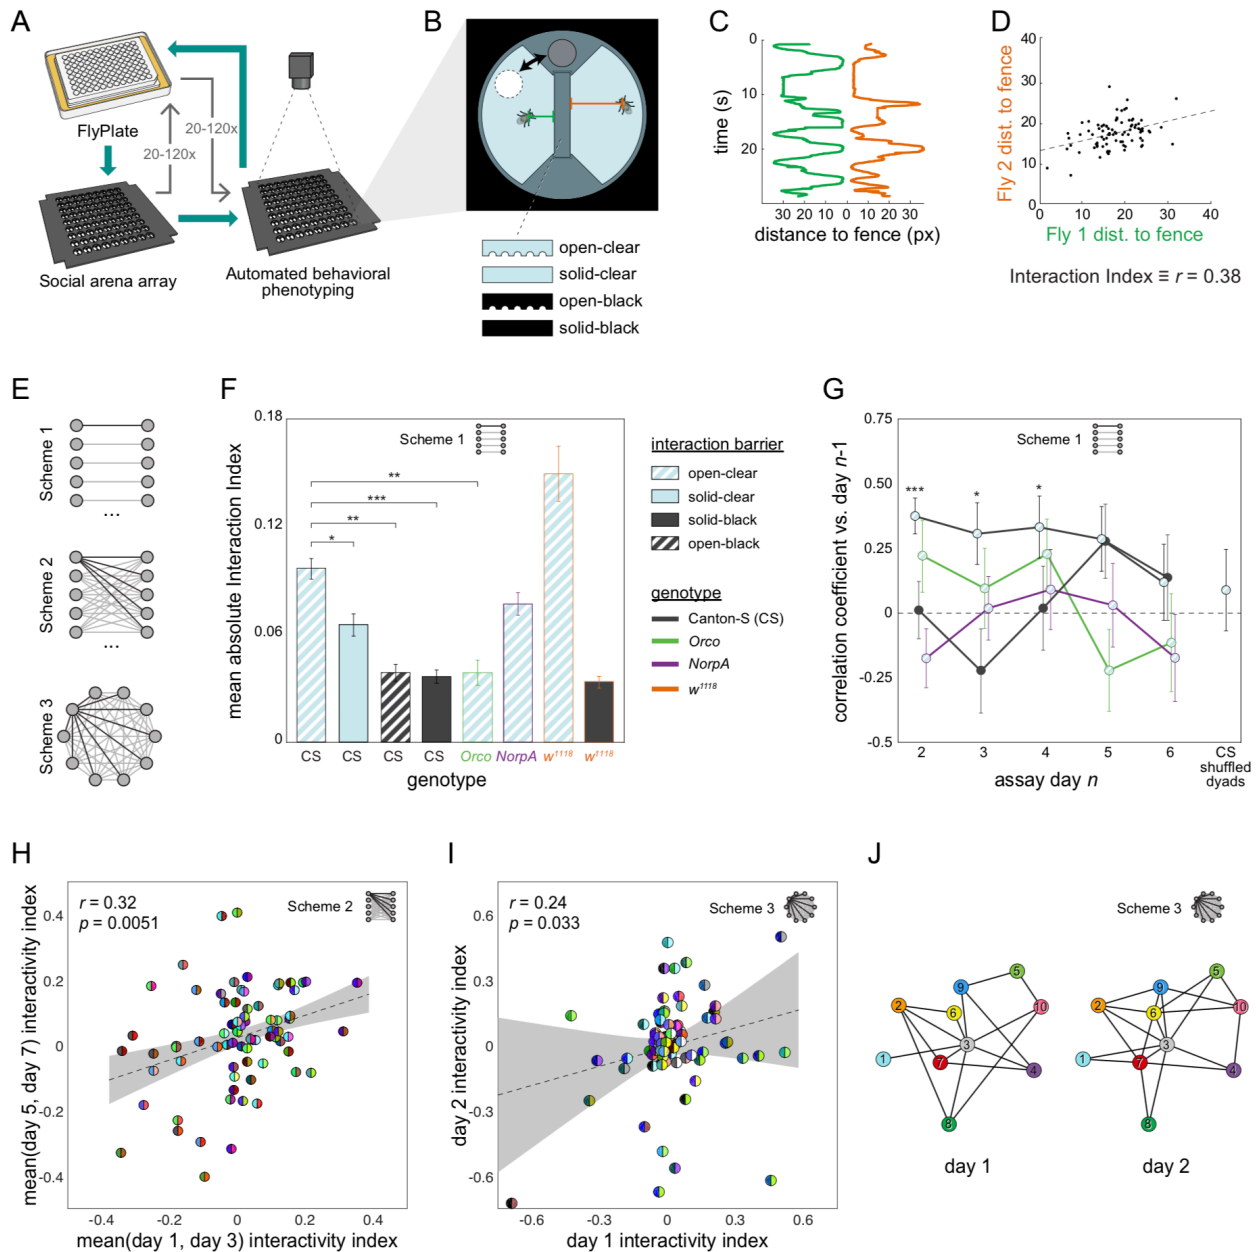 A
FlyPlate
20-120x
20-120x
Social arena array
Automated behavioral
phenotyping
B
open-clear
solid-clear
open-black
solid-black
C
0
10
20
time (s)
30 20 10 0 10 20 30
distance to fence (px)
D
40
30
20
10
0
Fly 2 dist. to fence
0 10 20 30 40
Fly 1 dist. to fence
Interaction Index ≡ r = 0.38
E
Scheme 1
...
Scheme 2
...
Scheme 3
F
0.18
0.12
0.06
0
mean absolute Interaction Index
Scheme 1
**
***
**
*
CS CS CS CS Orco NorpA w1118 w1118
genotype
interaction barrier
open-clear
solid-clear
solid-black
open-black
genotype
Canton-S (CS)
Orco
NorpA
w1118
G
0.75
0.50
0.25
0
-0.25
-0.5
correlation coefficient vs. day n-1
Scheme 1
*** * *
2 3 4 5 6 CS
shuffled
dyads
assay day n
H
r = 0.32
p = 0.0051
Scheme 2
0.4
0.2
0
-0.2
-0.4
mean(day 5, day 7) interactivity index
-0.4 -0.2 0 0.2 0.4
mean(day 1, day 3) interactivity index
I
r = 0.24
p = 0.033
Scheme 3
0.6
0.3
0
-0.3
-0.6
day 2 interactivity index
-0.6 -0.3 0 0.3 0.6
day 1 interactivity index
J
Scheme 3
5
9
2
6
10
3
1
7
4
8
day 1
5
9
2
6
10
3
1
7
4
8
day 2